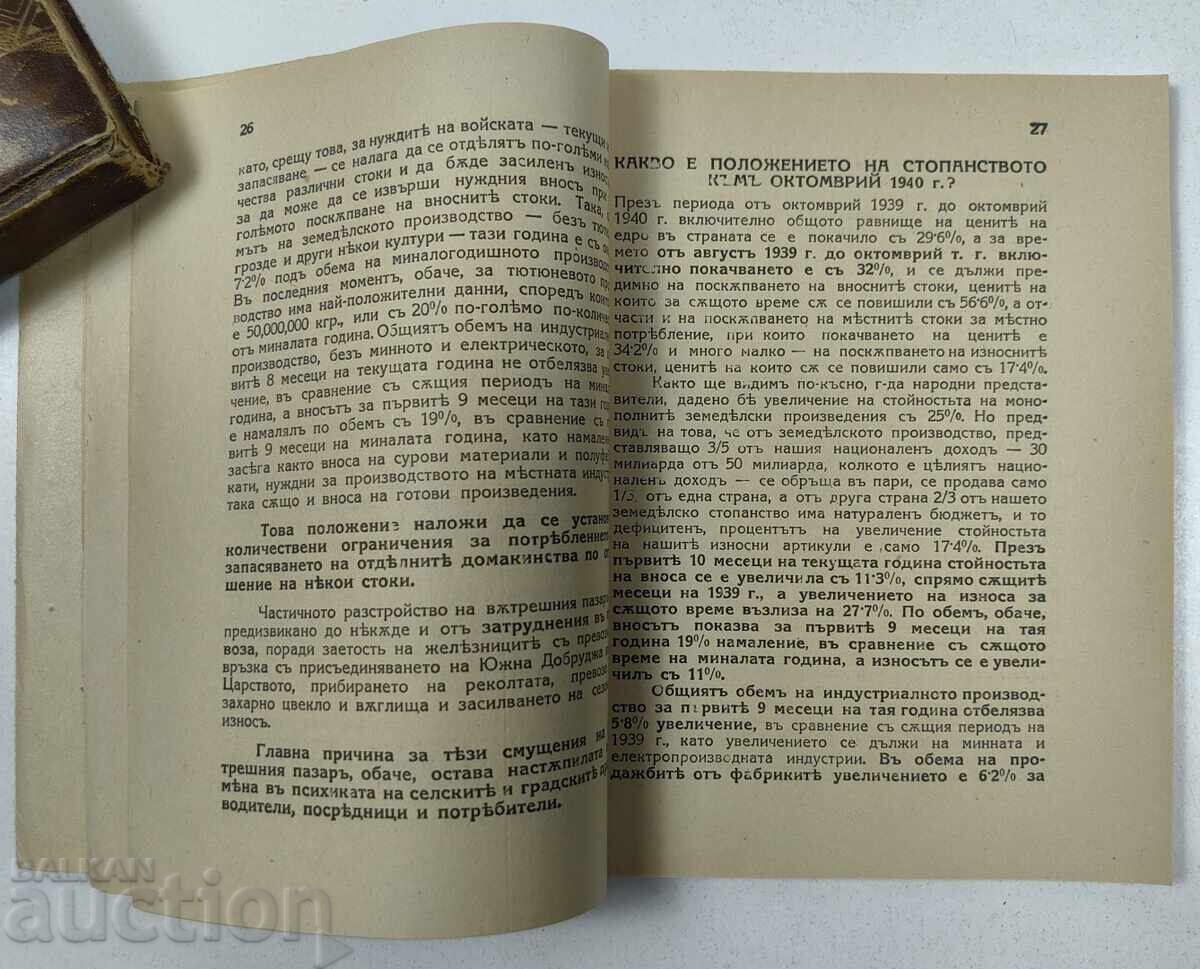 26
като, срещу това, за нуждитѣ на войската — текущи
запасяване — се налага да се отдѣлятъ по-голѣми
чества различни стоки и да бѫде засиленъ
за да може да се извърши нуждния вносъ при
голѣмото поскѫпване на вноснитѣ стоки. Така,
мътъ на земедѣлското производство — безъ
грозде и други нѣкои култури — тази година е съ
7·2% подъ обема на миналогодишното
Въ последния моментъ, обаче, за тютюневото
водство има най-положителни данни, споредъ
е 50,000,000 кгр., или съ 20% по-голѣмо
отъ миналата година. Общиятъ обемъ на
производство, безъ минното и електрическото, за
витѣ 8 месеци на текущата година не отбелязва
чение, въ сравнение съ сѫщия периодъ на
година, а вносътъ за първитѣ 9 месеци на тази
е намалялъ по обемъ съ 19%, въ сравнение съ
витѣ 9 месеци на миналата година, като
засѣга както вноса на сурови материали и
кати, нужди за производството на мѣстната
така сѫщо и вноса на готови произведения.
Това положение наложи да се
количествени ограничения за потрѣблението
запасяването на отдѣлнитѣ домакинства по
шение на нѣкои стоки.
Частичното разстройство на вѫтрешния
предизвикано до нѣкѫде и отъ затруднения въ
воза, поради заетость на желѣзницитѣ съ
връзка съ присъединяването на Южна Добруджа
Царството, прибирането на реколтата,
захарно цвекло и вѫглища и засилването на
износъ.
Главна причина за тѣзи смущения на
трешния пазаръ, обаче, остава настѫпилата
мѣна въ психиката на селскитѣ и градскитѣ
водители, посрѣдници и потрѣбители.
27
КАКВО Е ПОЛОЖЕНИЕТО НА СТОПАНСТВОТО
КЪМЪ ОКТОМВРИЙ 1940 г.?
Презъ периода отъ октомврий 1939 г. до октомврий
1940 г. включително общото равнище на ценитѣ на
едро въ страната се е покачило съ 29·6%, а за вре-
мето отъ августъ 1939 г. до октомврий т. г. вклю-
чително покачването е съ 32%, и се дължи пре-
димно на поскѫпването на вноснитѣ стоки, ценитѣ на
които за сѫщото време сѫ се повишили съ 56·6%, а от-
части и на поскѫпването на мѣстнитѣ стоки за мѣстно
потрѣбление, при които покачването на ценитѣ е
34·2% и много малко — на поскѫпването на износнитѣ
стоки, ценитѣ на които сѫ се повишили само съ 17·4%.
Както ще видимъ по-късно, г-да народни предста-
вители, дадено бѣ увеличение на стойностьта на моно-
полнитѣ земедѣлски произведения съ 25%. Но пред-
видъ на това, че отъ земедѣлското производство, пред-
ставляващо 3/5 отъ нашия националенъ доходъ — 30
милиарда отъ 50 милиарда, колкото е цѣлиятъ нацио-
наленъ доходъ — се обръща въ пари, се продава само
1/3, отъ една страна, а отъ друга страна 2/3 отъ нашето
земедѣлско стопанство има натураленъ бюджетъ, и то
дефицитенъ, процентътъ на увеличение стойностьта
на нашитѣ износни артикули е само 17·4%. Презъ
първитѣ 10 месеци на текущата година стойностьта
на вноса се е увеличила съ 11·3%, спрямо сѫщитѣ
месеци на 1939 г., а увеличението на износа за
сѫщото време възлиза на 27·7%. По обемъ, обаче,
вносътъ показва за първитѣ 9 месеци на тая
година 19% намаление, въ сравнение съ сѫщото
време на миналата година, а износътъ се е увели-
чилъ съ 11%.
Общиятъ обемъ на индустриалното производ-
ство за първитѣ 9 месеци на тая година отбелязва
5·8% увеличение, въ сравнение съ сѫщия периодъ на
1939 г., като увеличението се дължи на минната и
електропроизводната индустрии. Въ обема на про-
дажбитѣ отъ фабрикитѣ увеличението е 6·2% за
BALKAN
auction